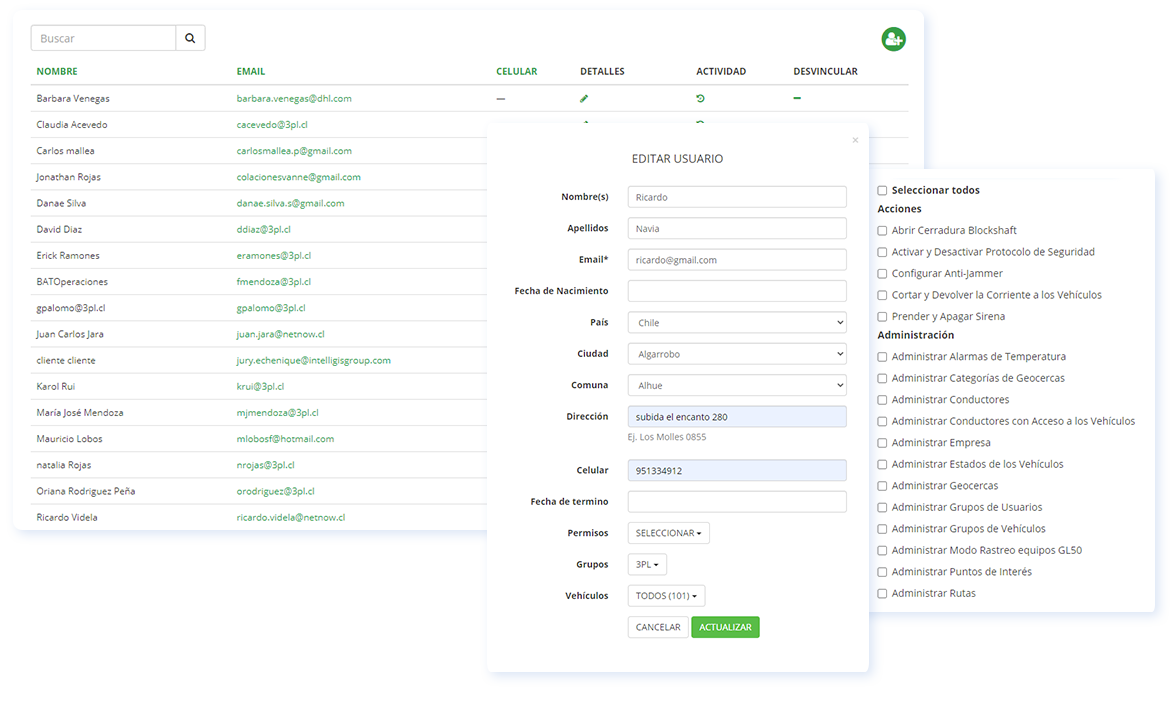 Buscar
NOMBRE EMAIL CELULAR DETALLES ACTIVIDAD DESVINCULAR
Barbara Venegas barbara.venegas@dhl.com —
Claudia Acevedo cacevedo@3pl.cl
Carlos mallea carlosmallea.p@gmail.com
Jonathan Rojas colacionesvanne@gmail.com
Danae Silva danae.silva.s@gmail.com
David Diaz ddiaz@3pl.cl
Erick Ramones eramones@3pl.cl
BATOperaciones fmendoza@3pl.cl
gpalomo@3pl.cl gpalomo@3pl.cl
Juan Carlos Jara juan.jara@netnow.cl
cliente cliente jury.echenique@intelligisgroup.com
Karol Rui krui@3pl.cl
María José Mendoza mjmendoza@3pl.cl
Mauricio Lobos mlobosf@hotmail.com
natalia Rojas nrojas@3pl.cl
Oriana Rodriguez Peña orodriguez@3pl.cl
Ricardo Videla ricardo.videla@netnow.cl
×
EDITAR USUARIO
Nombre(s) Ricardo
Apellidos Navia
Email* ricardo@gmail.com
Fecha de Nacimiento
País Chile
Ciudad Algarrobo
Comuna Alhue
Dirección subida el encanto 280
Ej. Los Molles 0855
Celular 951334912
Fecha de termino
Permisos SELECCIONAR
Grupos 3PL
Vehículos TODOS (101)
CANCELAR ACTUALIZAR
Seleccionar todos
Acciones
Abrir Cerradura Blockshaft
Activar y Desactivar Protocolo de Seguridad
Configurar Anti-Jammer
Cortar y Devolver la Corriente a los Vehículos
Prender y Apagar Sirena
Administración
Administrar Alarmas de Temperatura
Administrar Categorías de Geocercas
Administrar Conductores
Administrar Conductores con Acceso a los Vehículos
Administrar Empresa
Administrar Estados de los Vehículos
Administrar Geocercas
Administrar Grupos de Usuarios
Administrar Grupos de Vehículos
Administrar Modo Rastreo equipos GL50
Administrar Puntos de Interés
Administrar Rutas